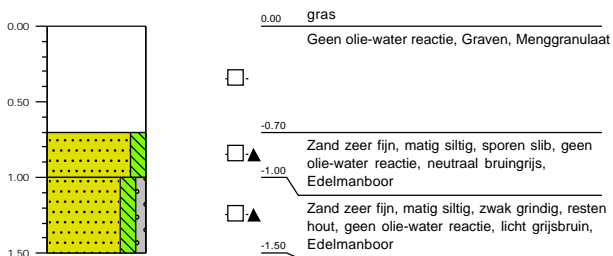 0.00
0.00
gras
Geen olie-water reactie, Graven, Menggranulaat
0.50
-0.70
Zand zeer fijn, matig siltig, sporen slib, geen
olie-water reactie, neutraal bruingrijs,
Edelmanboor
1.00
-1.00
Zand zeer fijn, matig siltig, zwak grindig, resten
hout, geen olie-water reactie, licht grijsbruin,
Edelmanboor
1.50
-1.50